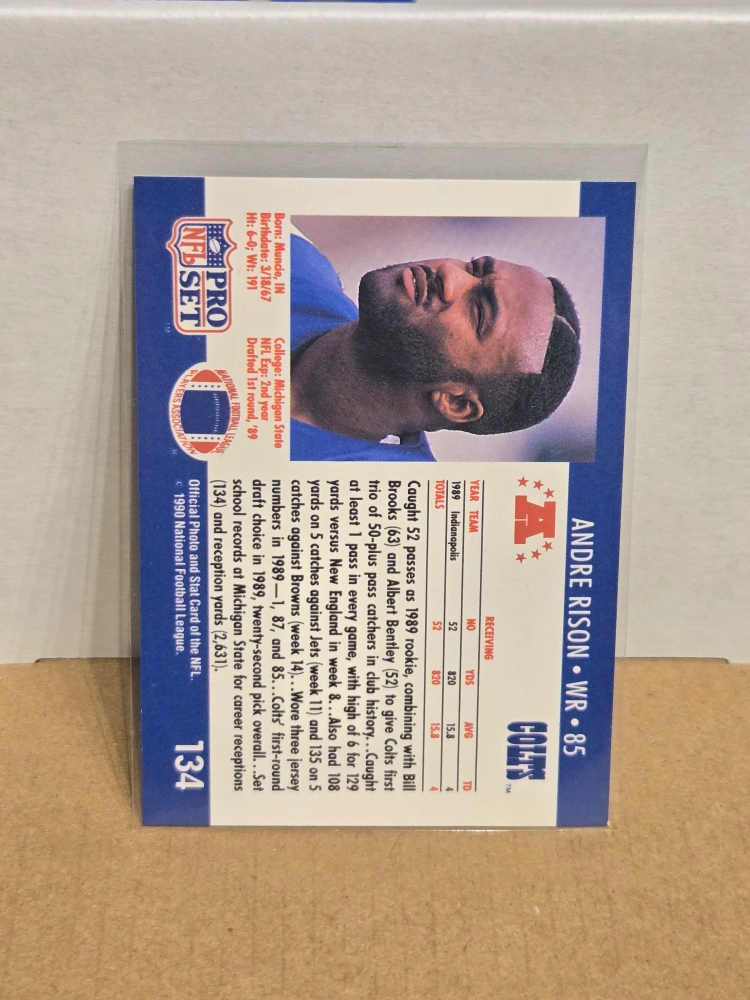 ANDRE RISON • WR • 85
A
COLTS™
RECEIVING
YEAR TEAM NO YDS AVG TD
1989 Indianapolis 52 820 15.8 4
TOTALS 52 820 15.8 4
Caught 52 passes as 1989 rookie, combining with Bill
Brooks (63) and Albert Bentley (52) to give Colts first
trio of 50-plus pass catchers in club history...Caught
at least 1 pass in every game, with high of 6 for 129
yards versus New England in week 8...Also had 108
yards on 5 catches against Jets (week 11) and 135 on 5
catches against Browns (week 14)...Wore three jersey
numbers in 1989—1, 87, and 85...Colts' first-round
draft choice in 1989, twenty-second pick overall...Set
school records at Michigan State for career receptions
(134) and reception yards (2,631).
Born: Muncie, IN
Birthdate: 3/18/67
Ht: 6-0; Wt: 191
College: Michigan State
NFL Exp: 2nd year
Drafted 1st round, '89
NFL
PRO
SET
™
NATIONAL FOOTBALL LEAGUE
PLAYERS ASSOCIATION
®
Official Photo and Stat Card of the NFL.
© 1990 National Football League.
134